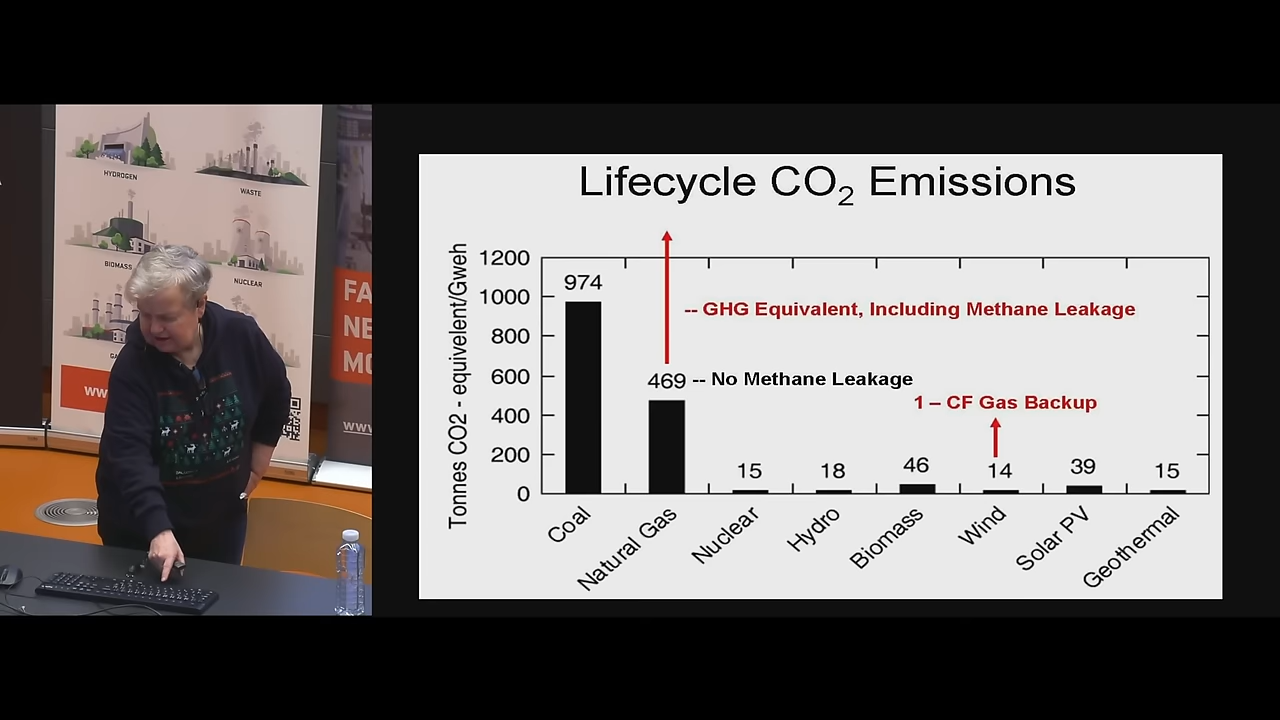 HYDROGEN
WASTE
BIOMASS
NUCLEAR
WW
FA
NE
MO
www
Lifecycle CO2 Emissions
Tonnes CO2 - equivelent/Gweh
1200
1000
800
600
400
200
0
974
469
15
18
46
14
39
15
-- GHG Equivalent, Including Methane Leakage
-- No Methane Leakage
1 – CF Gas Backup
Coal
Natural Gas
Nuclear
Hydro
Biomass
Wind
Solar PV
Geothermal